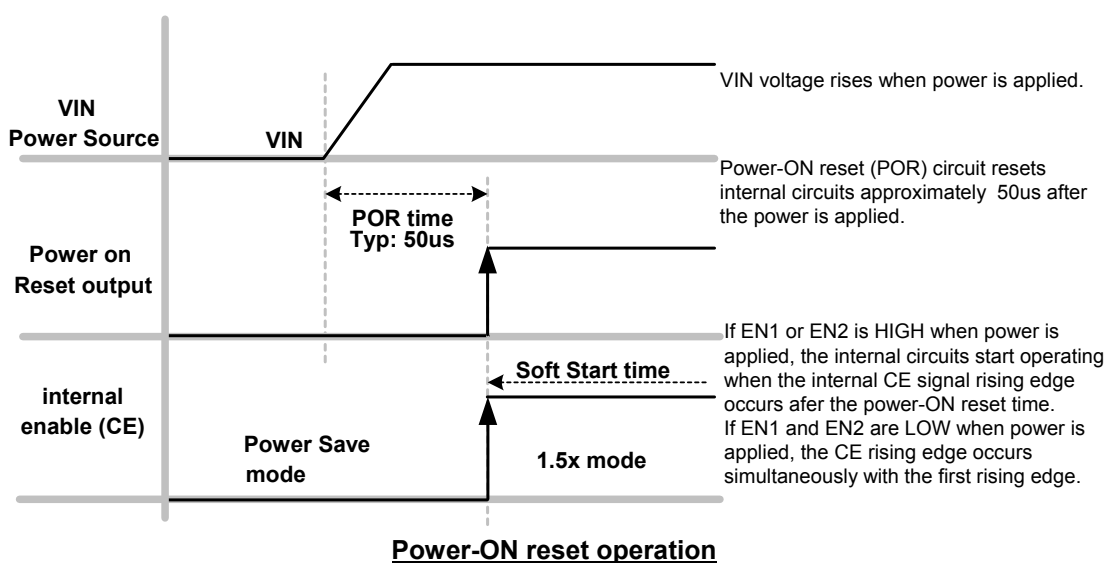 VIN
Power Source
VIN
VIN voltage rises when power is applied.
POR time
Typ: 50us
Power-ON reset (POR) circuit resets
internal circuits approximately 50us after
the power is applied.
Power on
Reset output
internal
enable (CE)
Power Save
mode
Soft Start time
1.5x mode
If EN1 or EN2 is HIGH when power is
applied, the internal circuits start operating
when the internal CE signal rising edge
occurs afer the power-ON reset time.
If EN1 and EN2 are LOW when power is
applied, the CE rising edge occurs
simultaneously with the first rising edge.
Power-ON reset operation